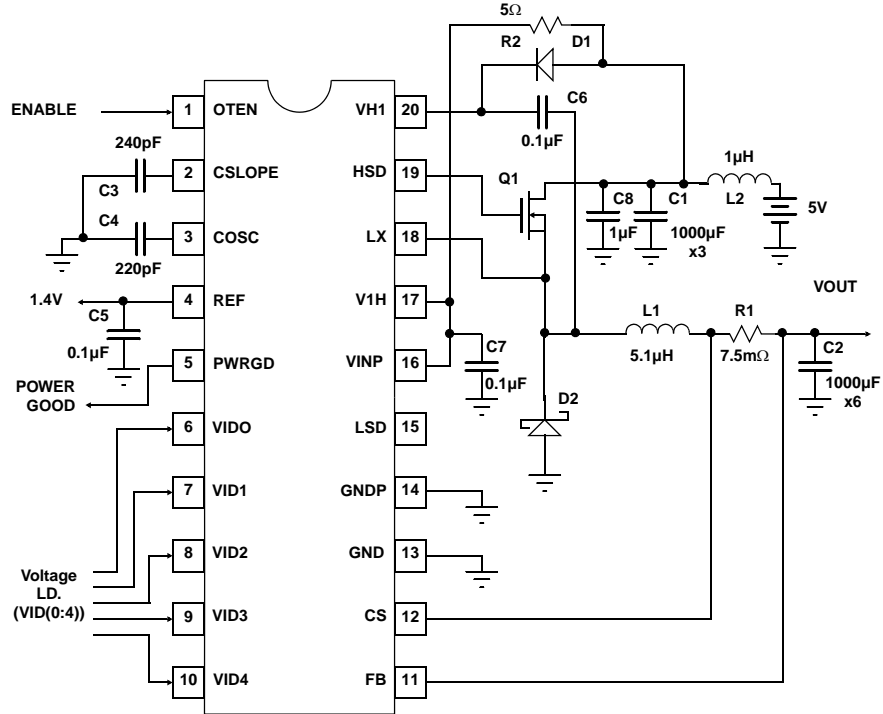 5Ω
R2
D1
ENABLE
1
OTEN
VH1
20
C6
0.1µF
240pF
2
CSLOPE
HSD
19
Q1
1µH
C3
L2
5V
C4
3
COSC
LX
18
C8
1µF
C1
1000µF
x3
220pF
1.4V
4
REF
V1H
17
VOUT
C5
0.1µF
L1
5.1µH
R1
7.5mΩ
5
PWRGD
VINP
16
C7
0.1µF
C2
1000µF
x6
POWER
GOOD
6
VIDO
LSD
15
D2
7
VID1
GNDP
14
8
VID2
GND
13
Voltage
I.D.
(VID(0:4))
9
VID3
CS
12
10
VID4
FB
11